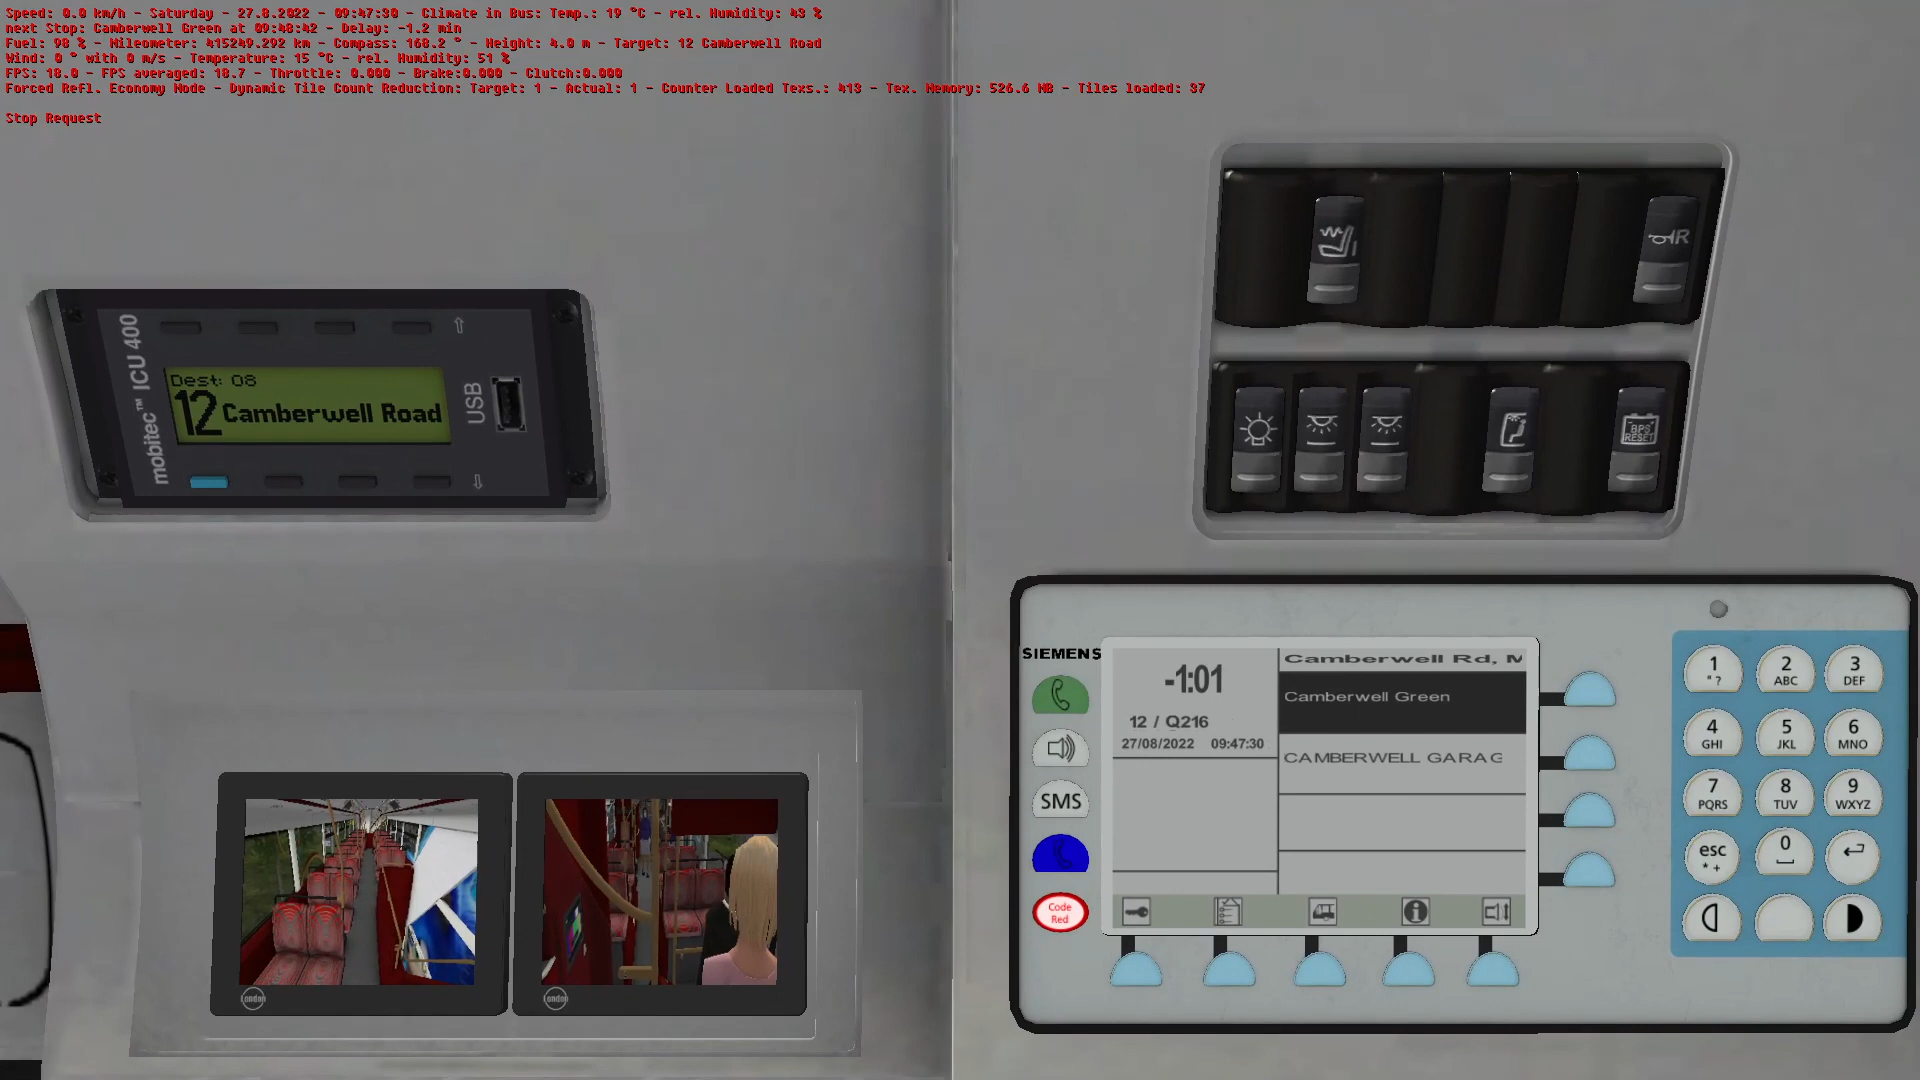 Speed: 0.0 km/h - Saturday - 27.8.2022 - 09:47:30 - Climate in Bus: Temp.: 19 °C - rel. Humidity: 43 %
next Stop: Camberwell Green at 09:48:42 - Delay: -1.2 min
Fuel: 98 % - Mileometer: 415249.292 km - Compass: 168.2 ° - Height: 4.0 m - Target: 12 Camberwell Road
Wind: 0 ° with 0 m/s - Temperature: 15 °C - rel. Humidity: 51 %
FPS: 18.0 - FPS averaged: 18.7 - Throttle: 0.000 - Brake:0.000 - Clutch:0.000
Forced Refl. Economy Mode - Dynamic Tile Count Reduction: Target: 1 - Actual: 1 - Counter Loaded Texs.: 413 - Tex. Memory: 526.6 MB - Tiles loaded: 37
Stop Request
mobitec™ ICU 400
Dest: 08
12 Camberwell Road
USB
R
BPS
RESET
London
London
SIEMENS
SMS
Code
Red
-1:01
12 / Q216
27/08/2022 09:47:30
Camberwell Rd, M
Camberwell Green
CAMBERWELL GARAG
1
" ?
2
ABC
3
DEF
4
GHI
5
JKL
6
MNO
7
PQRS
8
TUV
9
WXYZ
esc
* +
0